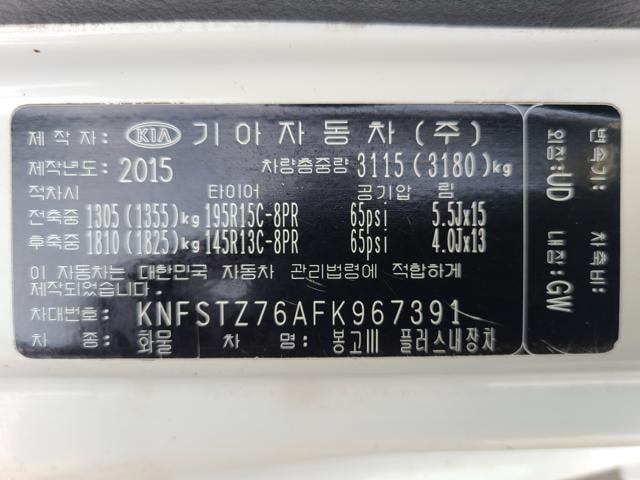 제 작 자 : KIA 기아자동차(주)
제작년도: 2015 차량총중량 3115(3180)kg
적차시 타이어 공기압 림
전축중 1305(1355)kg 195R15C-8PR 65psi 5.5Jx15
후축중 1810(1825)kg 145R13C-8PR 65psi 4.0Jx13
이 자동차는 대한민국 자동차 관리법령에 적합하게
제작되었습니다.
차대번호: KNFSTZ76AFK967391
차 종: 화물 차 명: 봉고III 플러스내장차
변속기: 차축비:
외장: UD 내장: GW